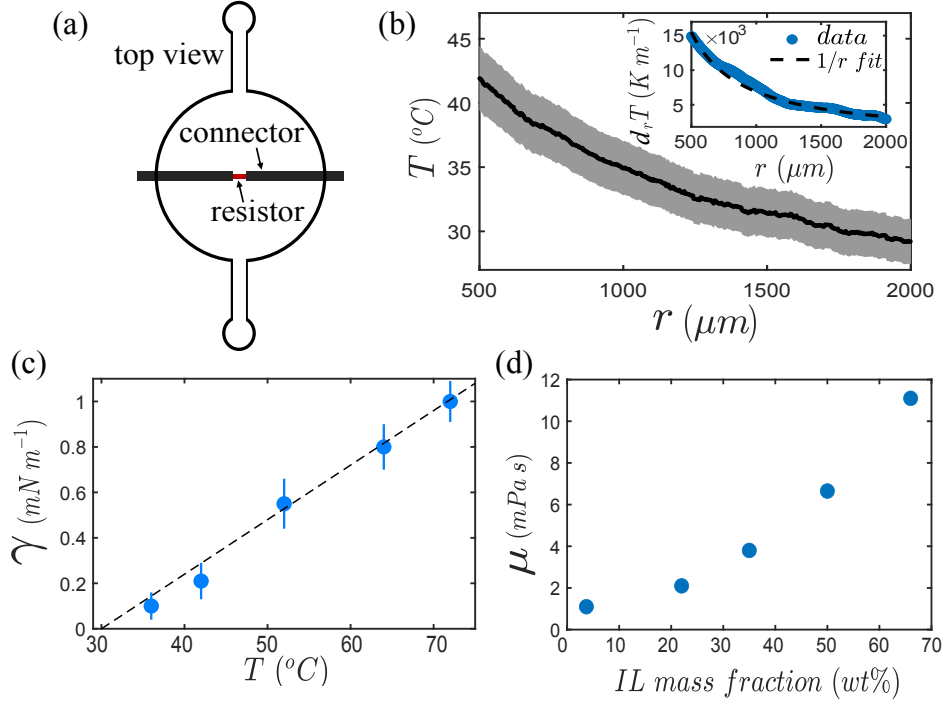 (a)
top view
connector
resistor
(b)
T (°C)
45
40
35
30
500
1000
1500
2000
r (μm)
d_rT (K m⁻¹)
15
10
5
×10³
data
1/r fit
500
1000
1500
2000
r (μm)
(c)
γ (mN m⁻¹)
1
0.8
0.6
0.4
0.2
0
30
40
50
60
70
T (°C)
(d)
μ (mPa s)
12
10
8
6
4
2
0
0
10
20
30
40
50
60
70
IL mass fraction (wt%)